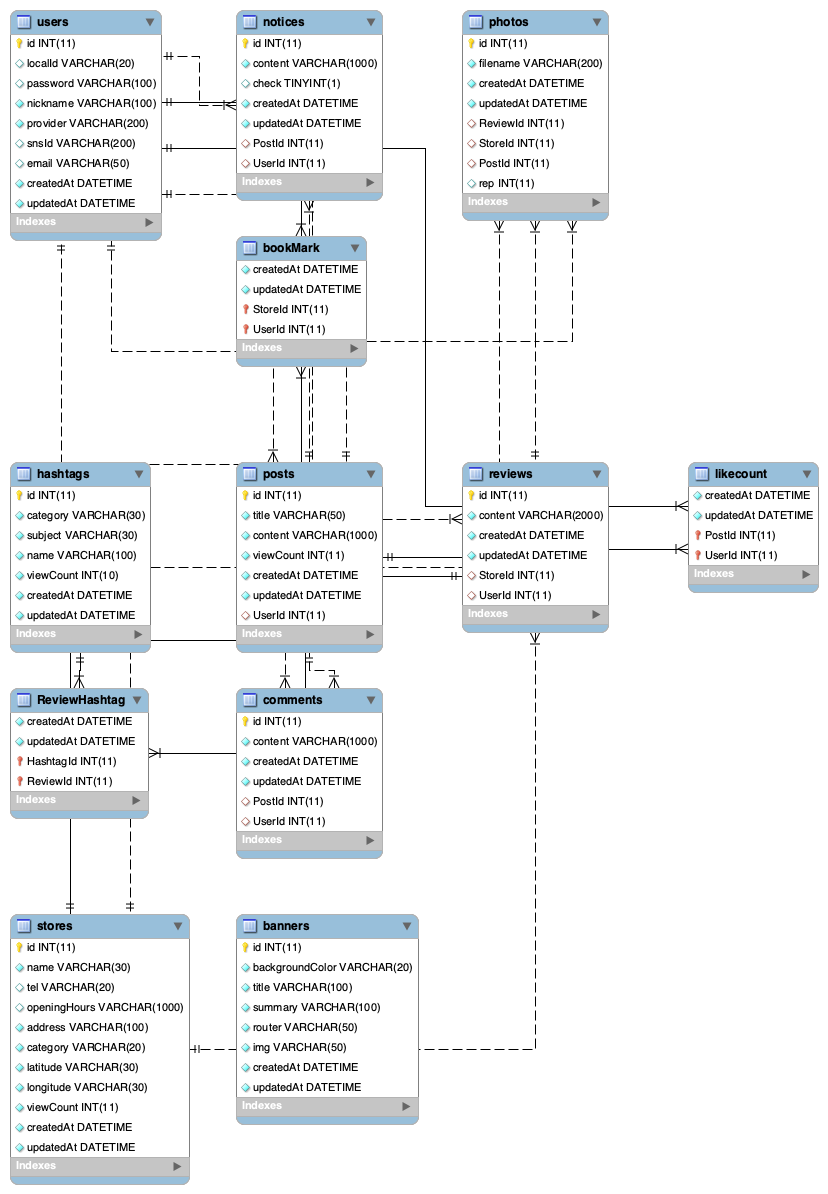 users
id INT(11)
localId VARCHAR(20)
password VARCHAR(100)
nickname VARCHAR(100)
provider VARCHAR(200)
snsId VARCHAR(200)
email VARCHAR(50)
createdAt DATETIME
updatedAt DATETIME
Indexes
notices
id INT(11)
content VARCHAR(1000)
check TINYINT(1)
createdAt DATETIME
updatedAt DATETIME
PostId INT(11)
UserId INT(11)
Indexes
photos
id INT(11)
filename VARCHAR(200)
createdAt DATETIME
updatedAt DATETIME
ReviewId INT(11)
StoreId INT(11)
PostId INT(11)
rep INT(11)
Indexes
bookMark
createdAt DATETIME
updatedAt DATETIME
StoreId INT(11)
UserId INT(11)
Indexes
hashtags
id INT(11)
category VARCHAR(30)
subject VARCHAR(30)
name VARCHAR(100)
viewCount INT(10)
createdAt DATETIME
updatedAt DATETIME
Indexes
posts
id INT(11)
title VARCHAR(50)
content VARCHAR(1000)
viewCount INT(11)
createdAt DATETIME
updatedAt DATETIME
UserId INT(11)
Indexes
reviews
id INT(11)
content VARCHAR(2000)
createdAt DATETIME
updatedAt DATETIME
StoreId INT(11)
UserId INT(11)
Indexes
likecount
createdAt DATETIME
updatedAt DATETIME
PostId INT(11)
UserId INT(11)
Indexes
ReviewHashtag
createdAt DATETIME
updatedAt DATETIME
HashtagId INT(11)
ReviewId INT(11)
Indexes
comments
id INT(11)
content VARCHAR(1000)
createdAt DATETIME
updatedAt DATETIME
PostId INT(11)
UserId INT(11)
Indexes
stores
id INT(11)
name VARCHAR(30)
tel VARCHAR(20)
openingHours VARCHAR(1000)
address VARCHAR(100)
category VARCHAR(20)
latitude VARCHAR(30)
longitude VARCHAR(30)
viewCount INT(11)
createdAt DATETIME
updatedAt DATETIME
Indexes
banners
id INT(11)
backgroundColor VARCHAR(20)
title VARCHAR(100)
summary VARCHAR(100)
router VARCHAR(50)
img VARCHAR(50)
createdAt DATETIME
updatedAt DATETIME
Indexes